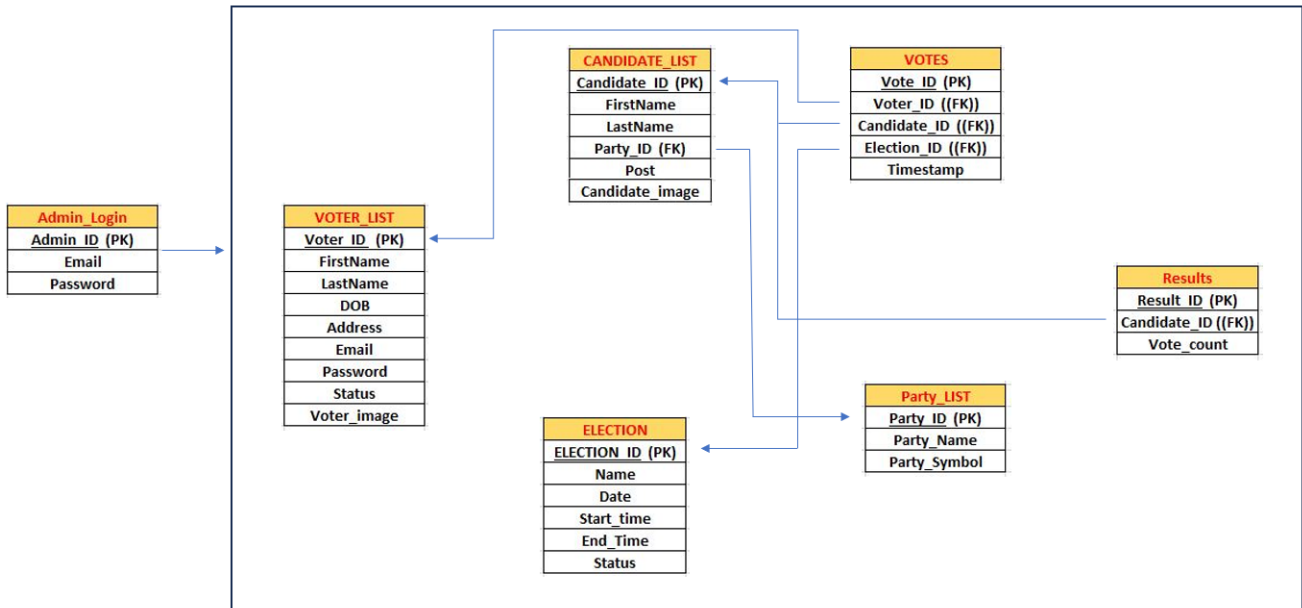 Admin_Login
Admin_ID (PK)
Email
Password
VOTER_LIST
Voter_ID (PK)
FirstName
LastName
DOB
Address
Email
Password
Status
Voter_image
CANDIDATE_LIST
Candidate_ID (PK)
FirstName
LastName
Party_ID (FK)
Post
Candidate_image
ELECTION
ELECTION_ID (PK)
Name
Date
Start_time
End_Time
Status
VOTES
Vote_ID (PK)
Voter_ID ((FK))
Candidate_ID ((FK))
Election_ID ((FK))
Timestamp
Party_LIST
Party_ID (PK)
Party_Name
Party_Symbol
Results
Result_ID (PK)
Candidate_ID ((FK))
Vote_count